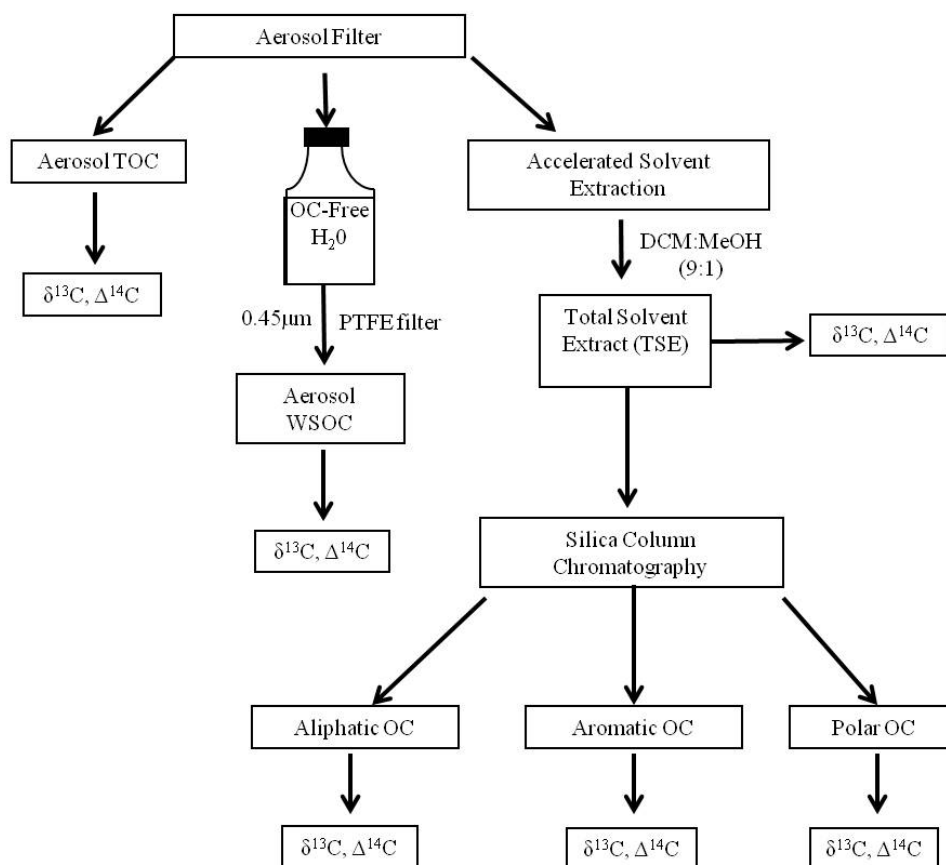 Aerosol Filter
Aerosol TOC
Accelerated Solvent
Extraction
OC-Free
H₂0
DCM:MeOH
(9:1)
δ¹³C, Δ¹⁴C
0.45μm
PTFE filter
Total Solvent
Extract (TSE)
δ¹³C, Δ¹⁴C
Aerosol
WSOC
δ¹³C, Δ¹⁴C
Silica Column
Chromatography
Aliphatic OC
Aromatic OC
Polar OC
δ¹³C, Δ¹⁴C
δ¹³C, Δ¹⁴C
δ¹³C, Δ¹⁴C